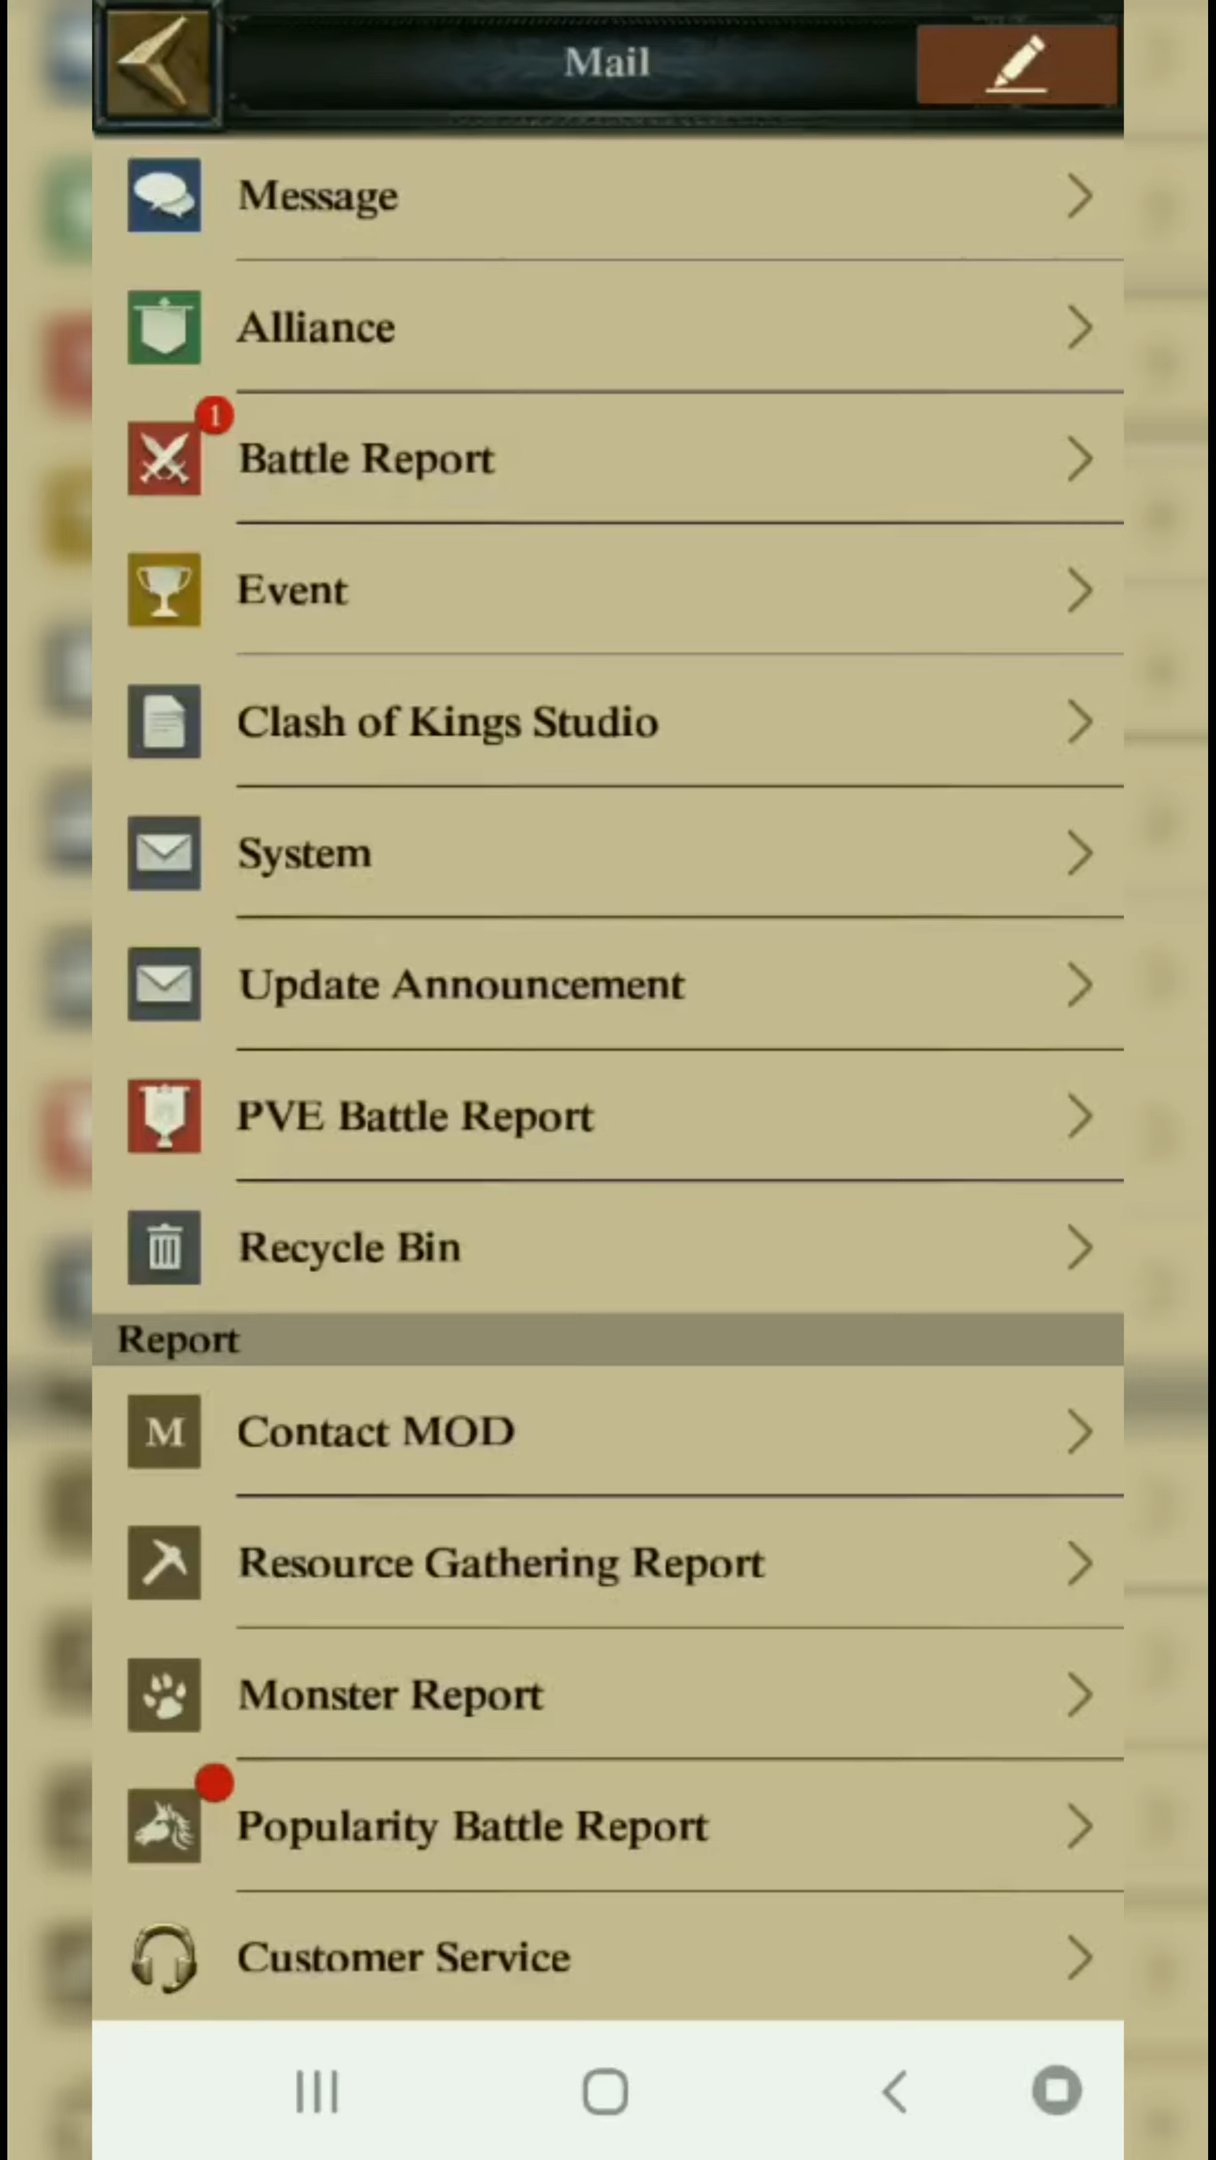 Mail
Message
Alliance
1
Battle Report
Event
Clash of Kings Studio
System
Update Announcement
PVE Battle Report
Recycle Bin
Report
M
Contact MOD
Resource Gathering Report
Monster Report
Popularity Battle Report
Customer Service